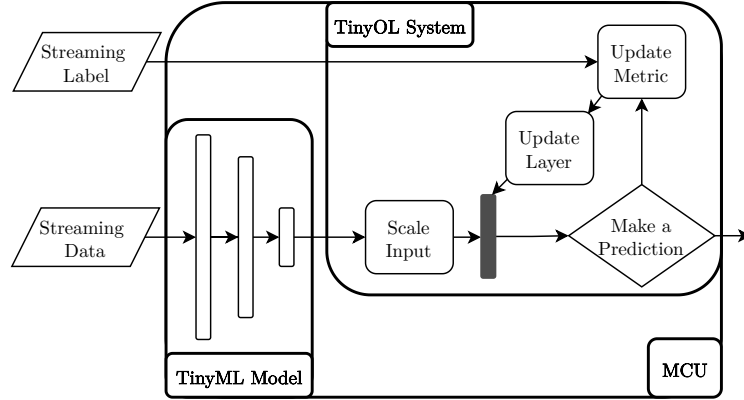 TinyOL System
Streaming
Label
Update
Metric
Update
Layer
Streaming
Data
Scale
Input
Make a
Prediction
TinyML Model
MCU